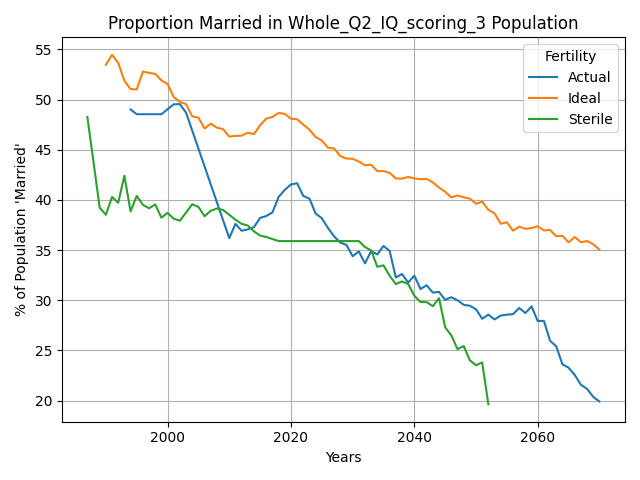 Proportion Married in Whole_Q2_IQ_scoring_3 Population
% of Population 'Married'
55
50
45
40
35
30
25
20
Fertility
Actual
Ideal
Sterile
2000
2020
2040
2060
Years